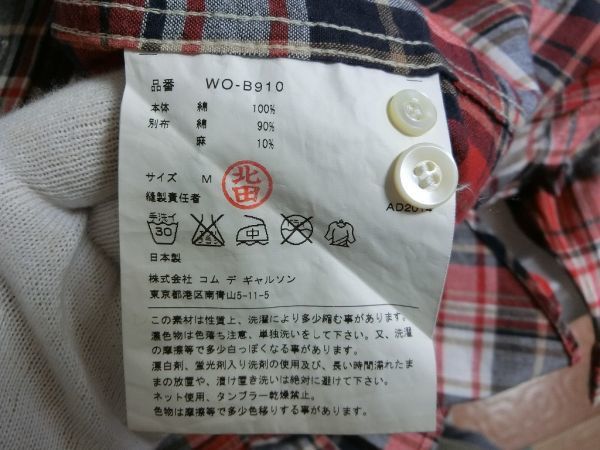 品番 WO-B910
本体 綿 100%
別布 綿 90%
麻 10%
サイズ M
北田
縫製責任者
AD2014
手洗イ
30
中
日本製
株式会社 コム デ ギャルソン
東京都港区南青山5-11-5
この素材は性質上、洗濯により多少縮む事があります。
濃色物は色落ち注意、単独洗いをして下さい。又、洗濯
の摩擦等で多少白っぽくなる事があります。
漂白剤、蛍光剤入り洗剤の使用及び、長い時間濡れたま
まの放置や、漬け置き洗いは絶対に避けて下さい。
ネット使用、タンブラー乾燥禁止。
色物は摩擦等で多少色移りする事があります。